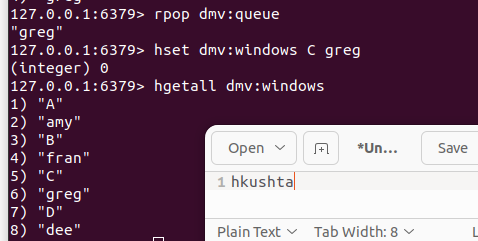 127.0.0.1:6379> rpop dmv:queue
"greg"
127.0.0.1:6379> hset dmv:windows C greg
(integer) 0
127.0.0.1:6379> hgetall dmv:windows
1) "A"
2) "amy"
3) "B"
4) "fran"
5) "C"
6) "greg"
7) "D"
8) "dee"
Open
*Un...
Save
1 hkushta
Plain Text
Tab Width: 8